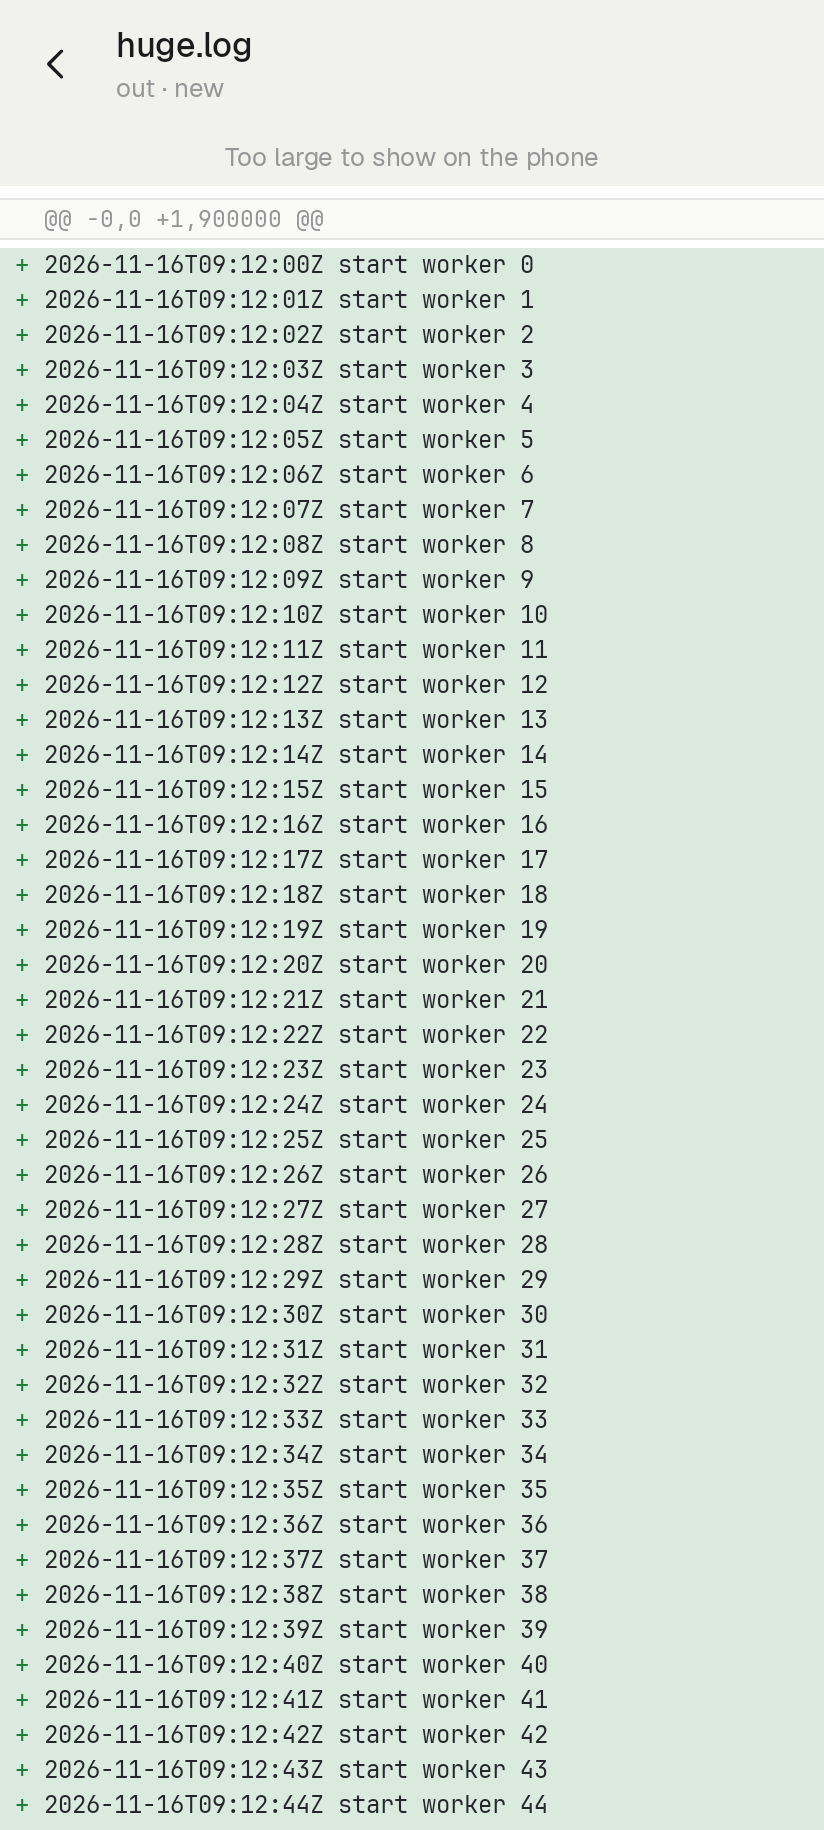 huge.log
out · new
Too large to show on the phone
@@ -0,0 +1,900000 @@
+ 2026-11-16T09:12:00Z start worker 0
+ 2026-11-16T09:12:01Z start worker 1
+ 2026-11-16T09:12:02Z start worker 2
+ 2026-11-16T09:12:03Z start worker 3
+ 2026-11-16T09:12:04Z start worker 4
+ 2026-11-16T09:12:05Z start worker 5
+ 2026-11-16T09:12:06Z start worker 6
+ 2026-11-16T09:12:07Z start worker 7
+ 2026-11-16T09:12:08Z start worker 8
+ 2026-11-16T09:12:09Z start worker 9
+ 2026-11-16T09:12:10Z start worker 10
+ 2026-11-16T09:12:11Z start worker 11
+ 2026-11-16T09:12:12Z start worker 12
+ 2026-11-16T09:12:13Z start worker 13
+ 2026-11-16T09:12:14Z start worker 14
+ 2026-11-16T09:12:15Z start worker 15
+ 2026-11-16T09:12:16Z start worker 16
+ 2026-11-16T09:12:17Z start worker 17
+ 2026-11-16T09:12:18Z start worker 18
+ 2026-11-16T09:12:19Z start worker 19
+ 2026-11-16T09:12:20Z start worker 20
+ 2026-11-16T09:12:21Z start worker 21
+ 2026-11-16T09:12:22Z start worker 22
+ 2026-11-16T09:12:23Z start worker 23
+ 2026-11-16T09:12:24Z start worker 24
+ 2026-11-16T09:12:25Z start worker 25
+ 2026-11-16T09:12:26Z start worker 26
+ 2026-11-16T09:12:27Z start worker 27
+ 2026-11-16T09:12:28Z start worker 28
+ 2026-11-16T09:12:29Z start worker 29
+ 2026-11-16T09:12:30Z start worker 30
+ 2026-11-16T09:12:31Z start worker 31
+ 2026-11-16T09:12:32Z start worker 32
+ 2026-11-16T09:12:33Z start worker 33
+ 2026-11-16T09:12:34Z start worker 34
+ 2026-11-16T09:12:35Z start worker 35
+ 2026-11-16T09:12:36Z start worker 36
+ 2026-11-16T09:12:37Z start worker 37
+ 2026-11-16T09:12:38Z start worker 38
+ 2026-11-16T09:12:39Z start worker 39
+ 2026-11-16T09:12:40Z start worker 40
+ 2026-11-16T09:12:41Z start worker 41
+ 2026-11-16T09:12:42Z start worker 42
+ 2026-11-16T09:12:43Z start worker 43
+ 2026-11-16T09:12:44Z start worker 44